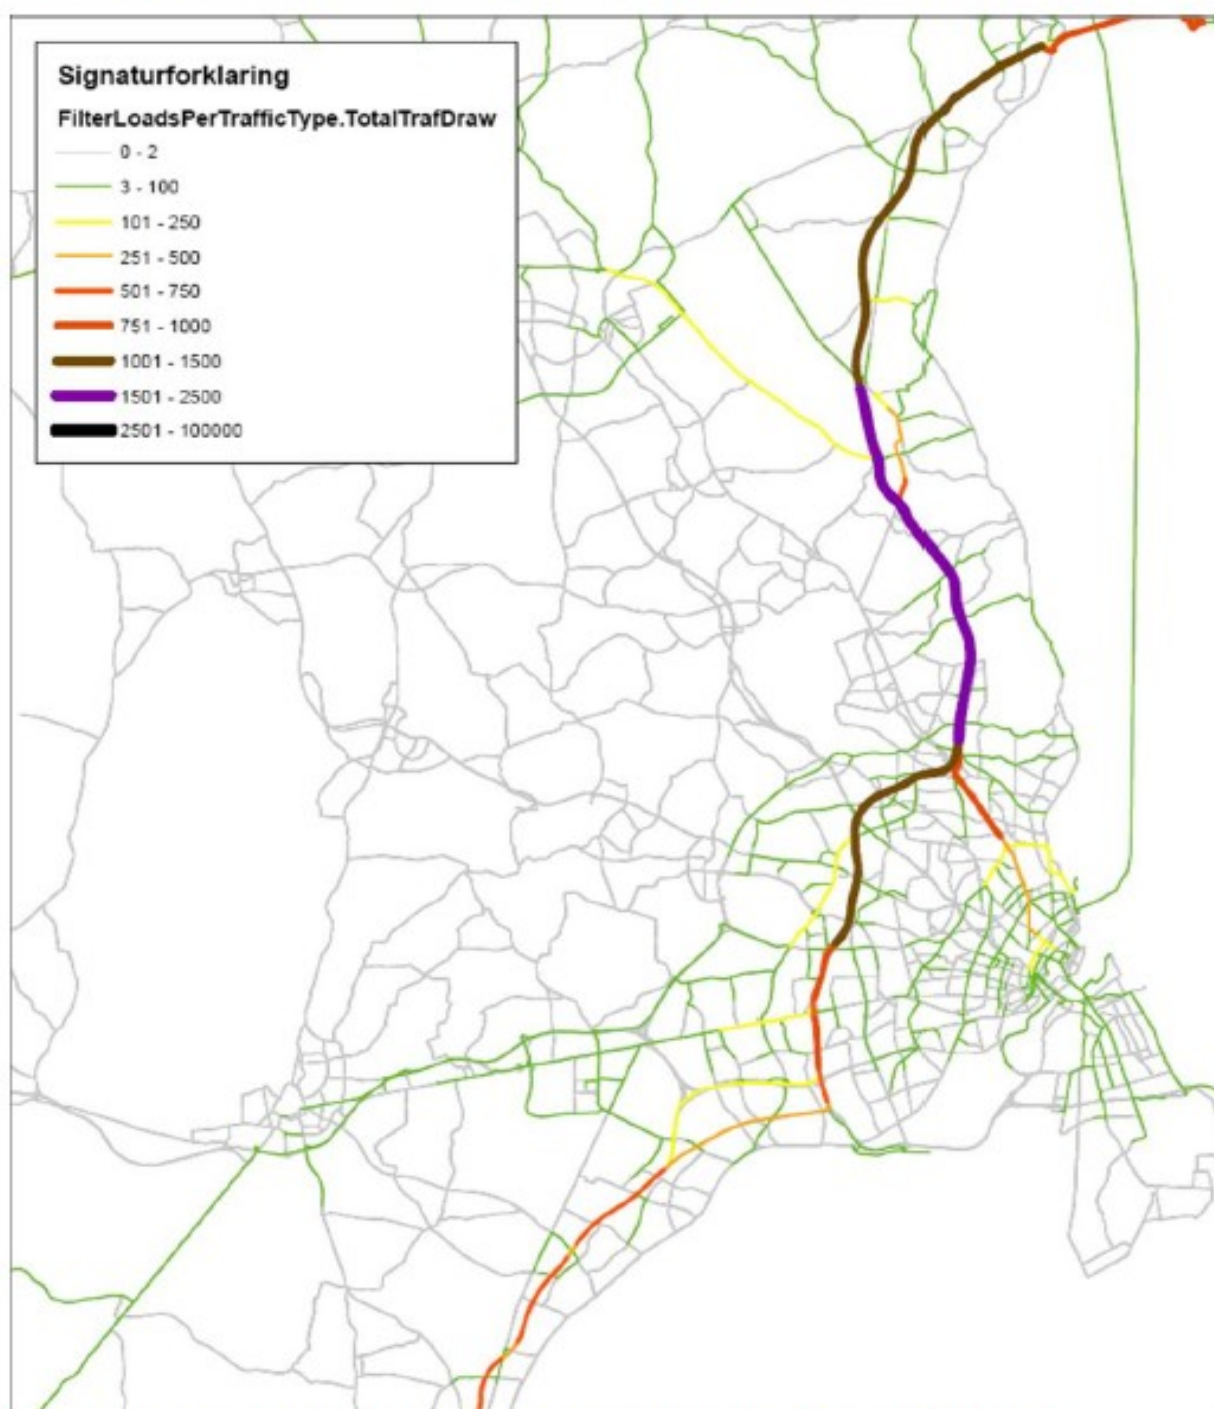 Signaturforklaring
FilterLoadsPerTrafficType.TotalTrafDraw
0 - 2
3 - 100
101 - 250
251 - 500
501 - 750
751 - 1000
1001 - 1500
1501 - 2500
2501 - 100000